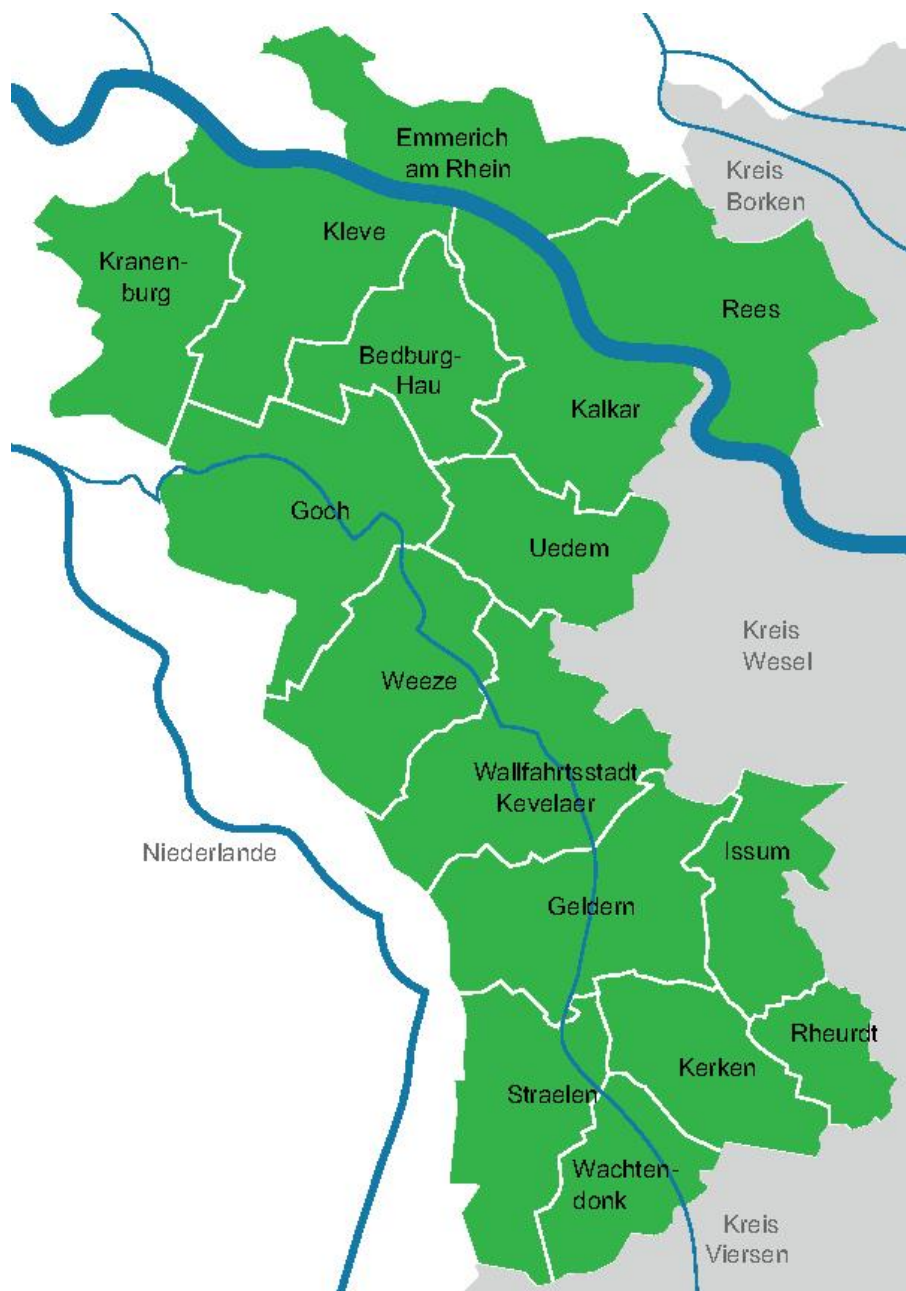 Emmerich
am Rhein
Kreis
Borken
Kleve
Kranen-
burg
Rees
Bedburg-
Hau
Kalkar
Goch
Uedem
Kreis
Wesel
Weeze
Wallfahrtsstadt
Kevelaer
Niederlande
Issum
Geldern
Rheurdt
Kerken
Straelen
Wachten-
donk
Kreis
Viersen